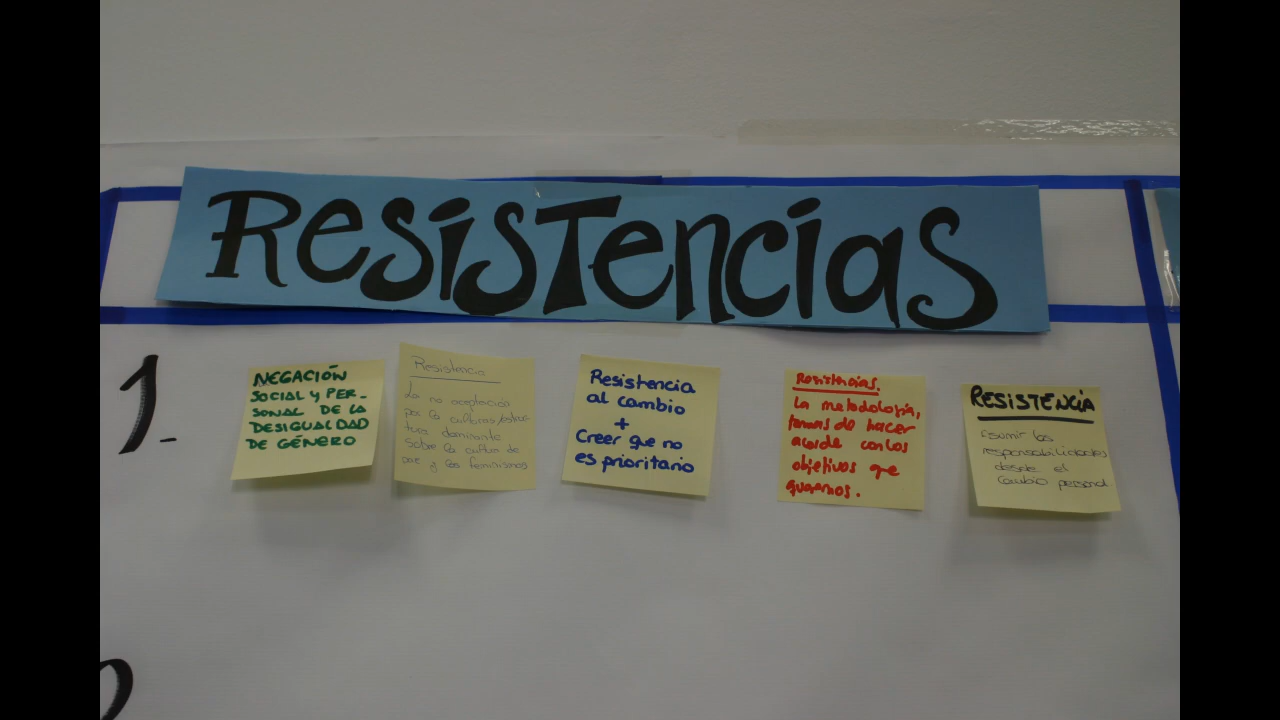 Resistencias
1.-
NEGACIÓN
SOCIAL Y PER-
SONAL DE LA
DESIGUALDAD
DE GÉNERO
Resistencia
La no aceptación
por la cultura/estruc-
tura dominante
sobre la cultura de
paz y los feminismos
Resistencia
al cambio
+
Creer que no
es prioritario
Resistencias.
La metodología,
formas de hacer
acorde con los
objetivos que
queremos.
RESISTENCIA
asumir las
responsabilidades
desde el
cambio personal